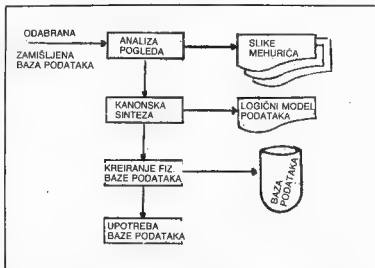 ODABRANA
ZAMIŠLJENA
BAZA PODATAKA
ANALIZA
POGLEDA
SLIKE
MEHURIĆA
KANONSKA
SINTEZA
LOGIČNI MODEL
PODATAKA
KREIRANJE FIZ.
BAZE PODATAKA
BAZA
PODATAKA
UPOTREBA
BAZE PODATAKA